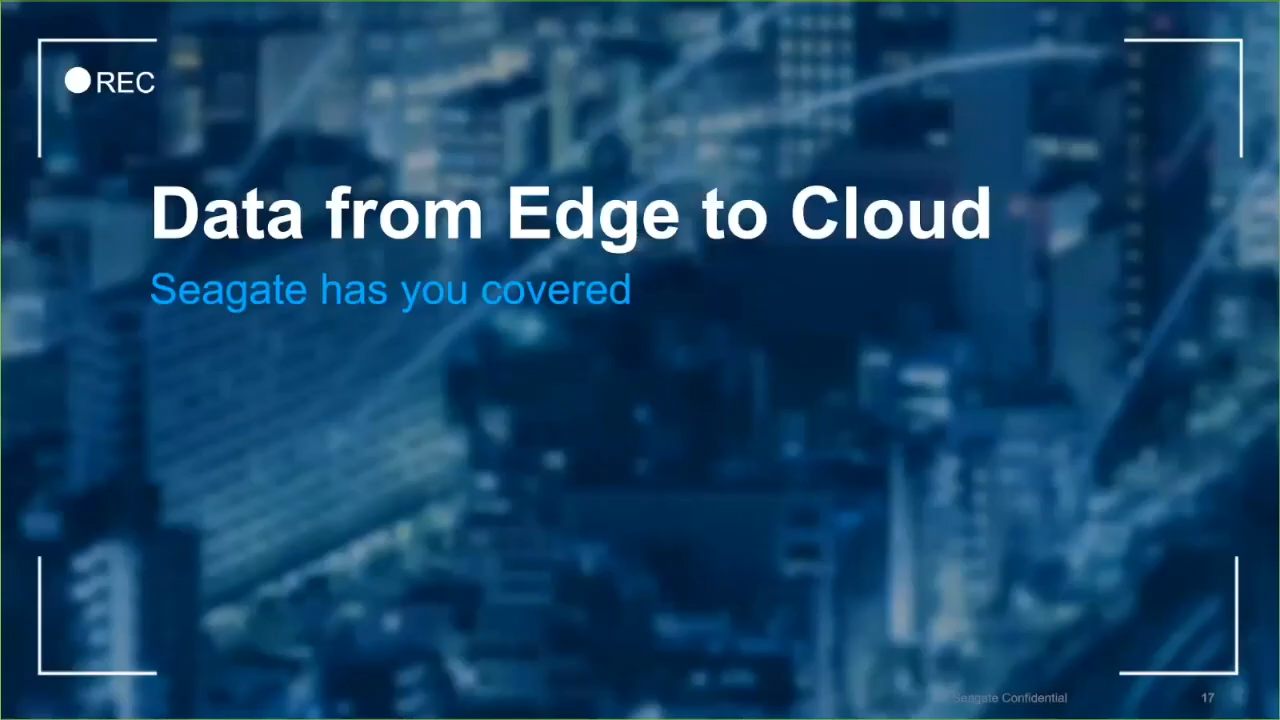 REC
Data from Edge to Cloud
Seagate has you covered
Seagate Confidential
17